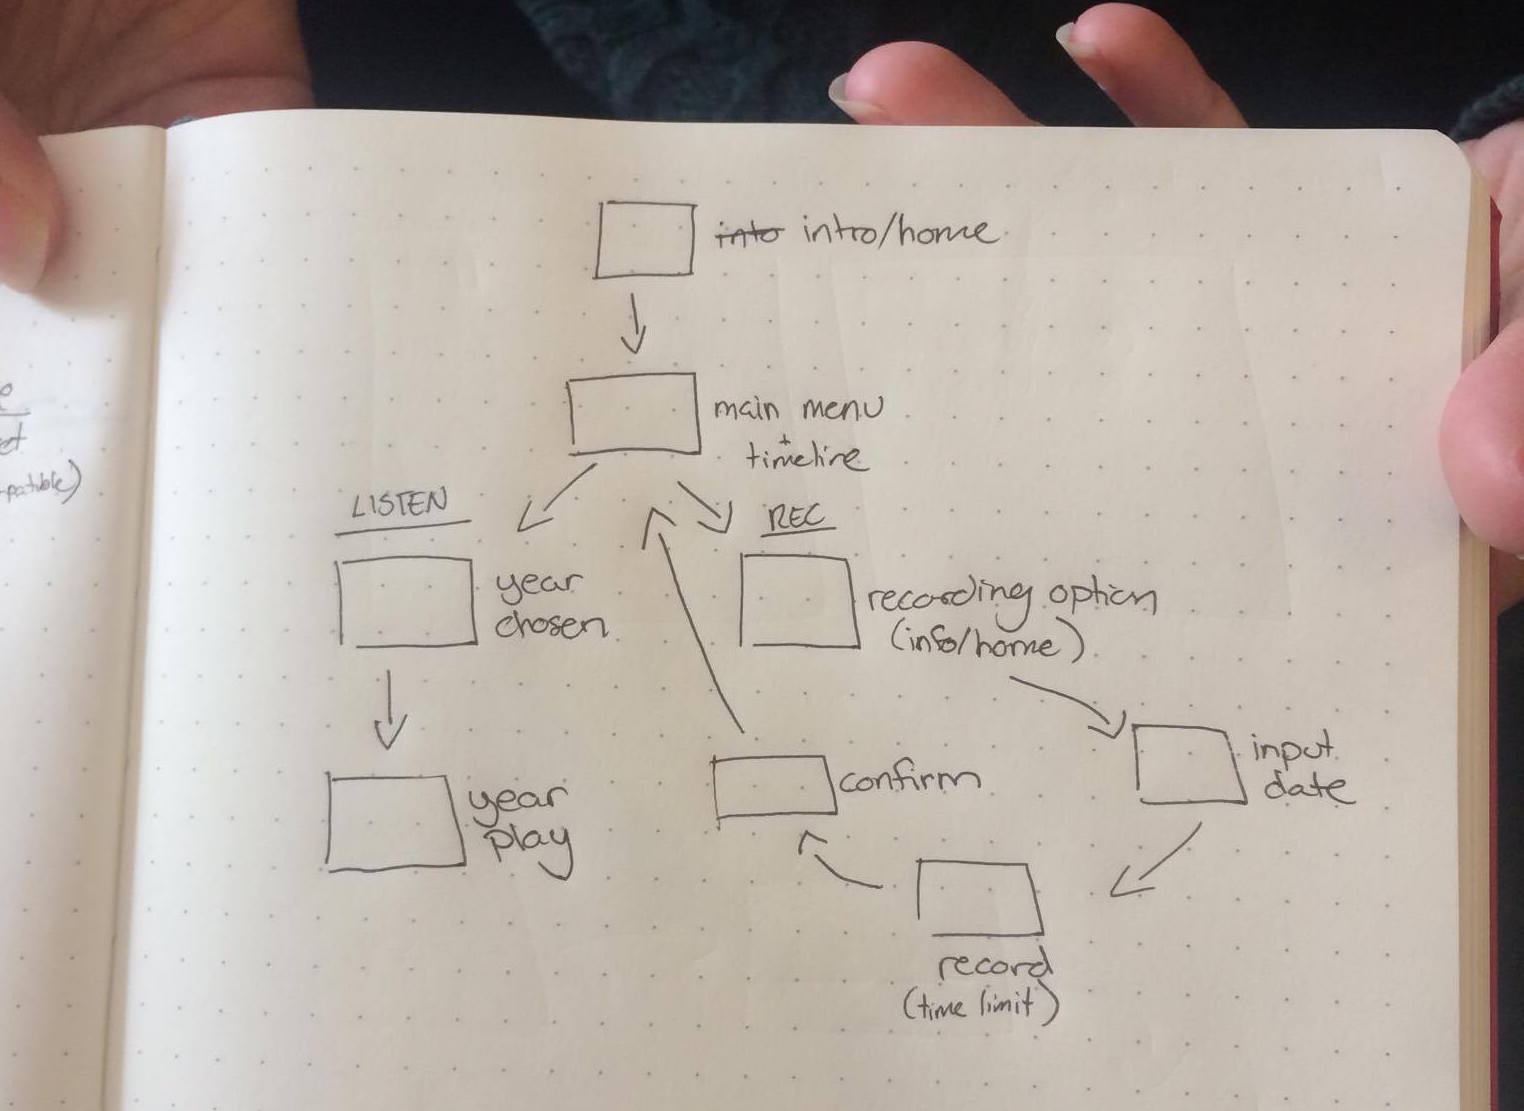 into intro/home
main menu
+
timeline
LISTEN
REC
year
chosen
recording option
(info/home)
year
play
confirm
input
date
record
(time limit)
et
patible)